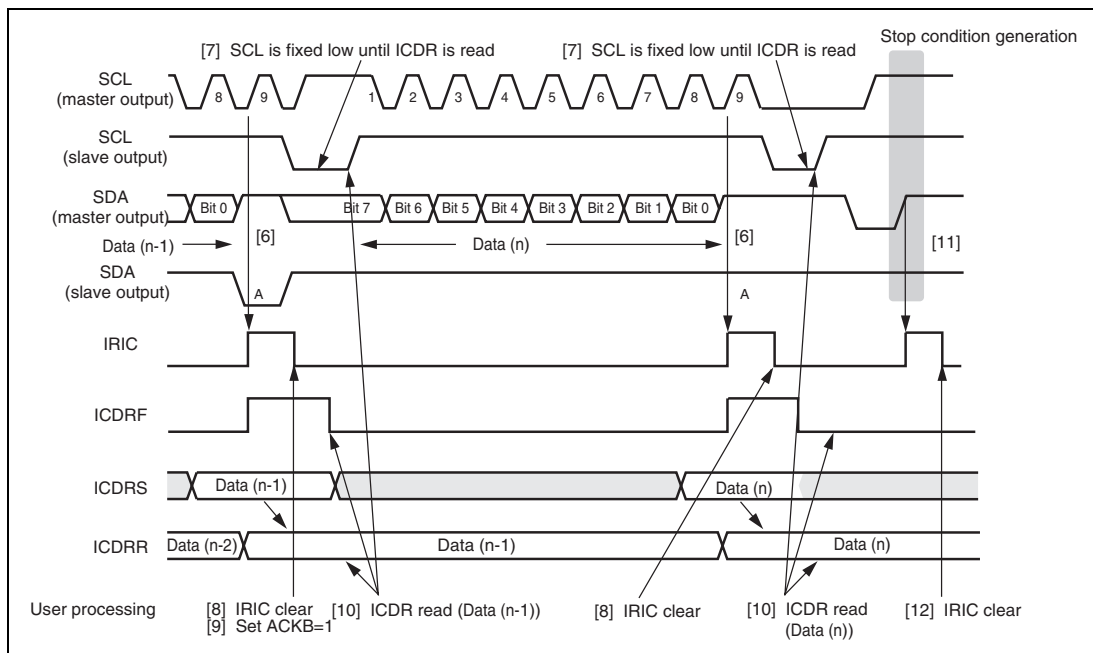 Stop condition generation
[7] SCL is fixed low until ICDR is read
[7] SCL is fixed low until ICDR is read
SCL
(master output)
8
9
1
2
3
4
5
6
7
8
9
SCL
(slave output)
SDA
(master output)
Bit 0
Bit 7
Bit 6
Bit 5
Bit 4
Bit 3
Bit 2
Bit 1
Bit 0
Data (n-1)
[6]
Data (n)
[6]
[11]
SDA
(slave output)
A
A
IRIC
ICDRF
ICDRS
Data (n-1)
Data (n)
ICDRR
Data (n-2)
Data (n-1)
Data (n)
User processing
[8] IRIC clear
[9] Set ACKB=1
[10] ICDR read (Data (n-1))
[8] IRIC clear
[10] ICDR read
(Data (n))
[12] IRIC clear